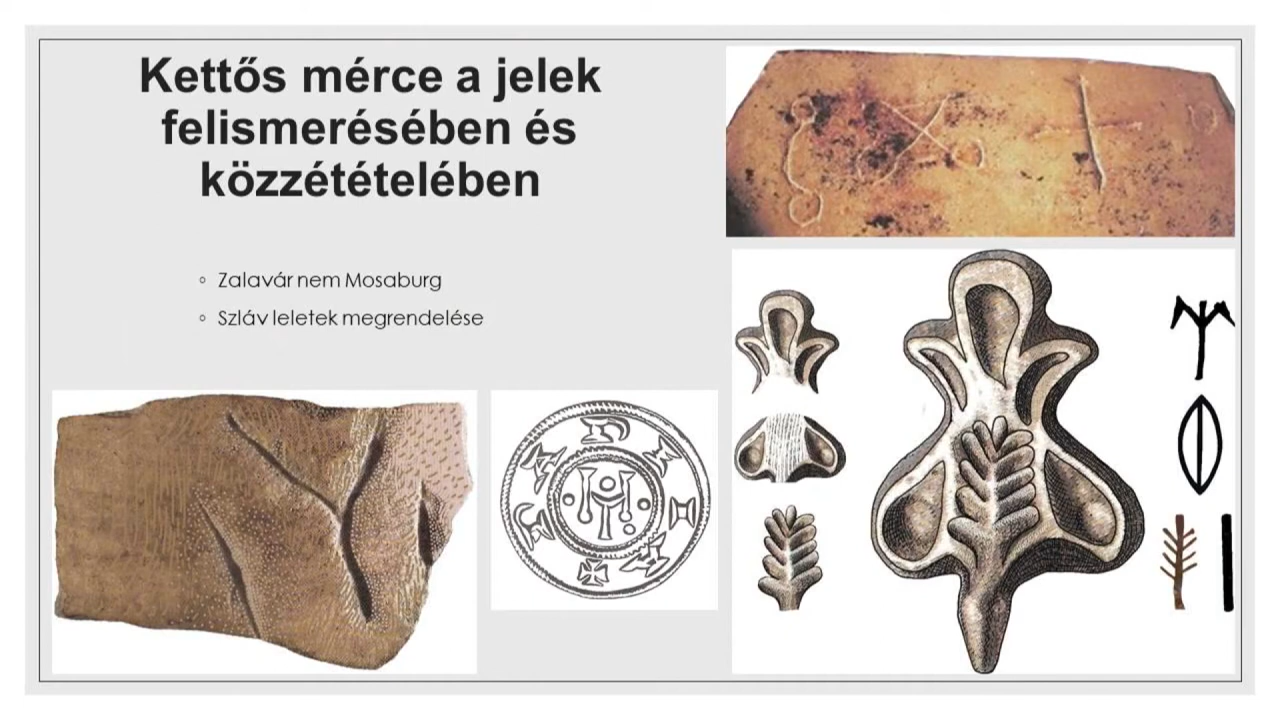 Kettős mérce a jelek
felismerésében és
közzétételében
Zalavár nem Mosaburg
Szláv leletek megrendelése